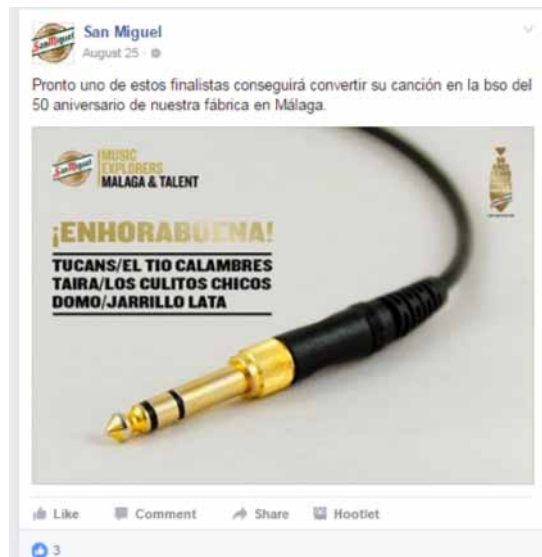 San Miguel
August 25
Pronto uno de estos finalistas conseguirá convertir su canción en la bso del
50 aniversario de nuestra fábrica en Málaga.
San Miguel
MUSIC
EXPLORERS
MALAGA & TALENT
¡ENHORABUENA!
TUCANS/EL TIO CALAMBRES
TAIRA/LOS CULITOS CHICOS
DOMO/JARRILLO LATA
Like Comment Share Hootlet
3